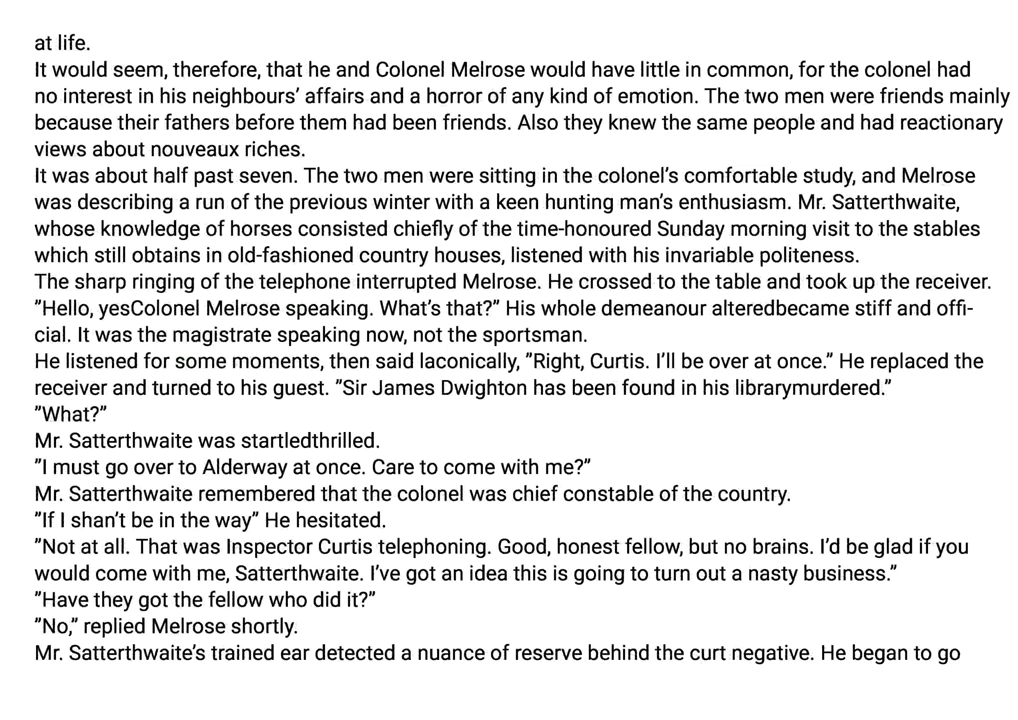 at life.
It would seem, therefore, that he and Colonel Melrose would have little in common, for the colonel had
no interest in his neighbours’ affairs and a horror of any kind of emotion. The two men were friends mainly
because their fathers before them had been friends. Also they knew the same people and had reactionary
views about nouveaux riches.
It was about half past seven. The two men were sitting in the colonel’s comfortable study, and Melrose
was describing a run of the previous winter with a keen hunting man’s enthusiasm. Mr. Satterthwaite,
whose knowledge of horses consisted chiefly of the time-honoured Sunday morning visit to the stables
which still obtains in old-fashioned country houses, listened with his invariable politeness.
The sharp ringing of the telephone interrupted Melrose. He crossed to the table and took up the receiver.
”Hello, yesColonel Melrose speaking. What’s that?” His whole demeanour alteredbecame stiff and offi-
cial. It was the magistrate speaking now, not the sportsman.
He listened for some moments, then said laconically, ”Right, Curtis. I’ll be over at once.” He replaced the
receiver and turned to his guest. ”Sir James Dwighton has been found in his librarymurdered.”
”What?”
Mr. Satterthwaite was startledthrilled.
”I must go over to Alderway at once. Care to come with me?”
Mr. Satterthwaite remembered that the colonel was chief constable of the country.
”If I shan’t be in the way” He hesitated.
”Not at all. That was Inspector Curtis telephoning. Good, honest fellow, but no brains. I’d be glad if you
would come with me, Satterthwaite. I’ve got an idea this is going to turn out a nasty business.”
”Have they got the fellow who did it?”
”No,” replied Melrose shortly.
Mr. Satterthwaite’s trained ear detected a nuance of reserve behind the curt negative. He began to go